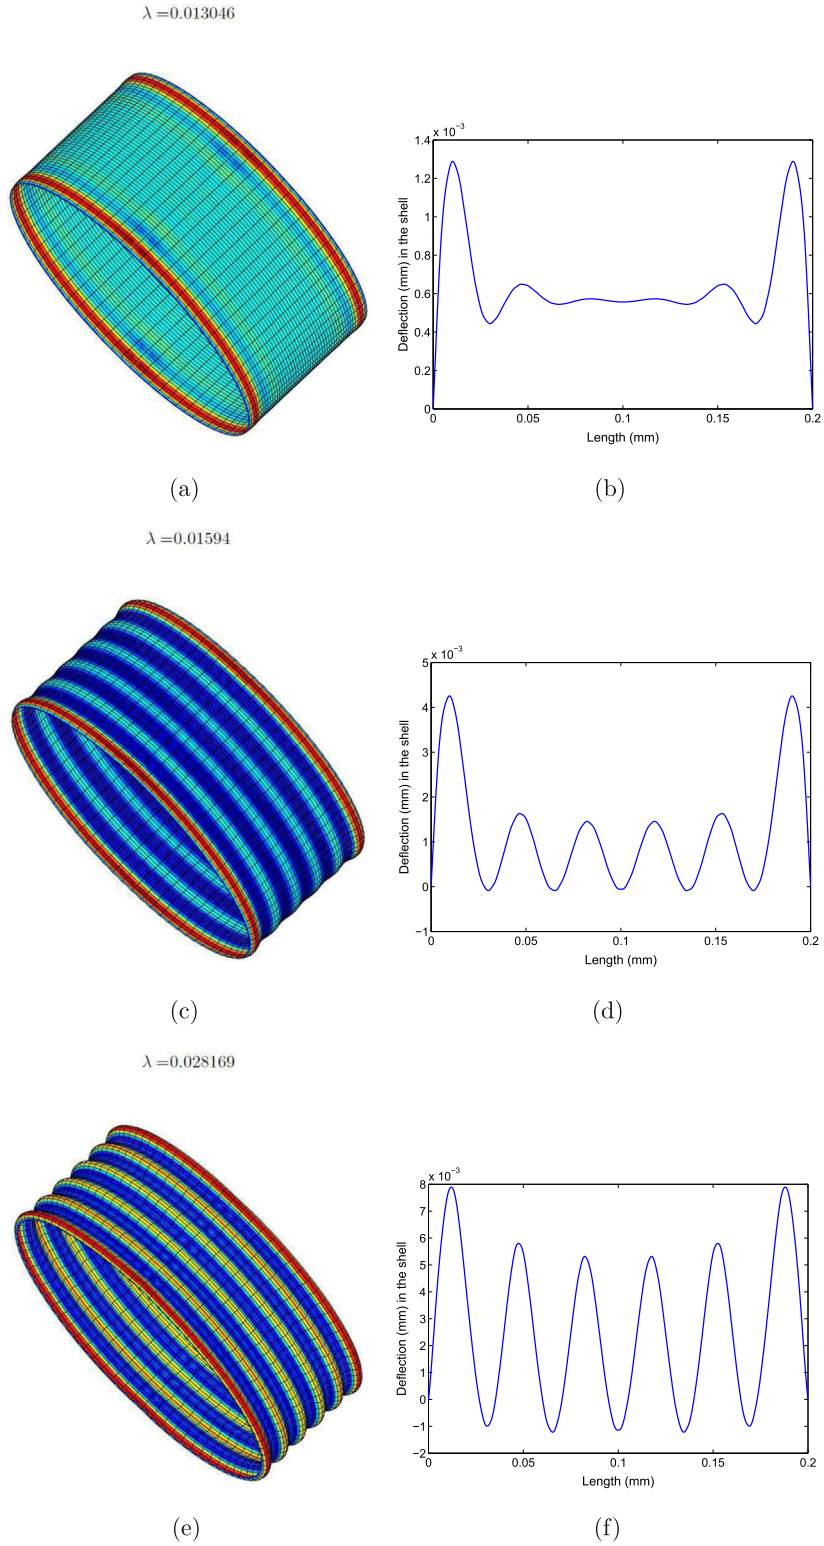 λ =0.013046
x 10⁻³
1.4
1.2
1
0.8
0.6
0.4
0.2
0
Deflection (mm) in the shell
0 0.05 0.1 0.15 0.2
Length (mm)
(a) (b)
λ =0.01594
x 10⁻³
5
4
3
2
1
0
−1
Deflection (mm) in the shell
0 0.05 0.1 0.15 0.2
Length (mm)
(c) (d)
λ =0.028169
x 10⁻³
8
7
6
5
4
3
2
1
0
−1
−2
Deflection (mm) in the shell
0 0.05 0.1 0.15 0.2
Length (mm)
(e) (f)